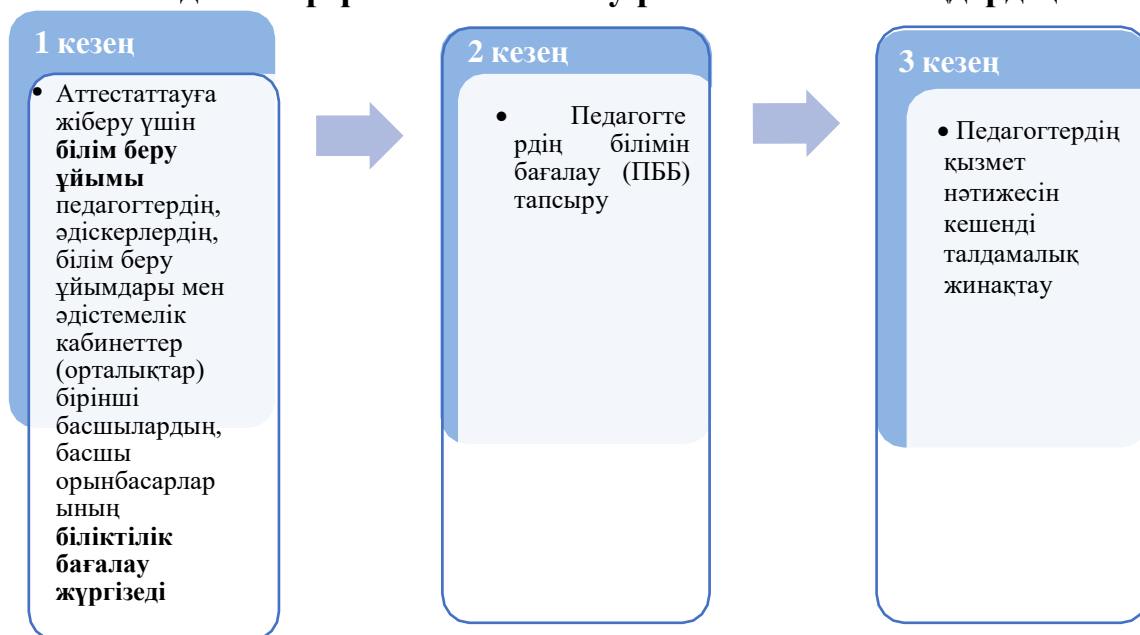 1 кезең
• Аттестаттауға
жіберу үшін
білім беру
ұйымы
педагогтердің,
әдіскерлердің,
білім беру
ұйымдары мен
әдістемелік
кабинеттер
(орталықтар)
бірінші
басшылардың,
басшы
орынбасарлар
ының
біліктілік
бағалау
жүргізеді
2 кезең
• Педагогте
рдің білімін
бағалау (ПББ)
тапсыру
3 кезең
• Педагогтердің
қызмет
нәтижесін
кешенді
талдамалық
жинақтау